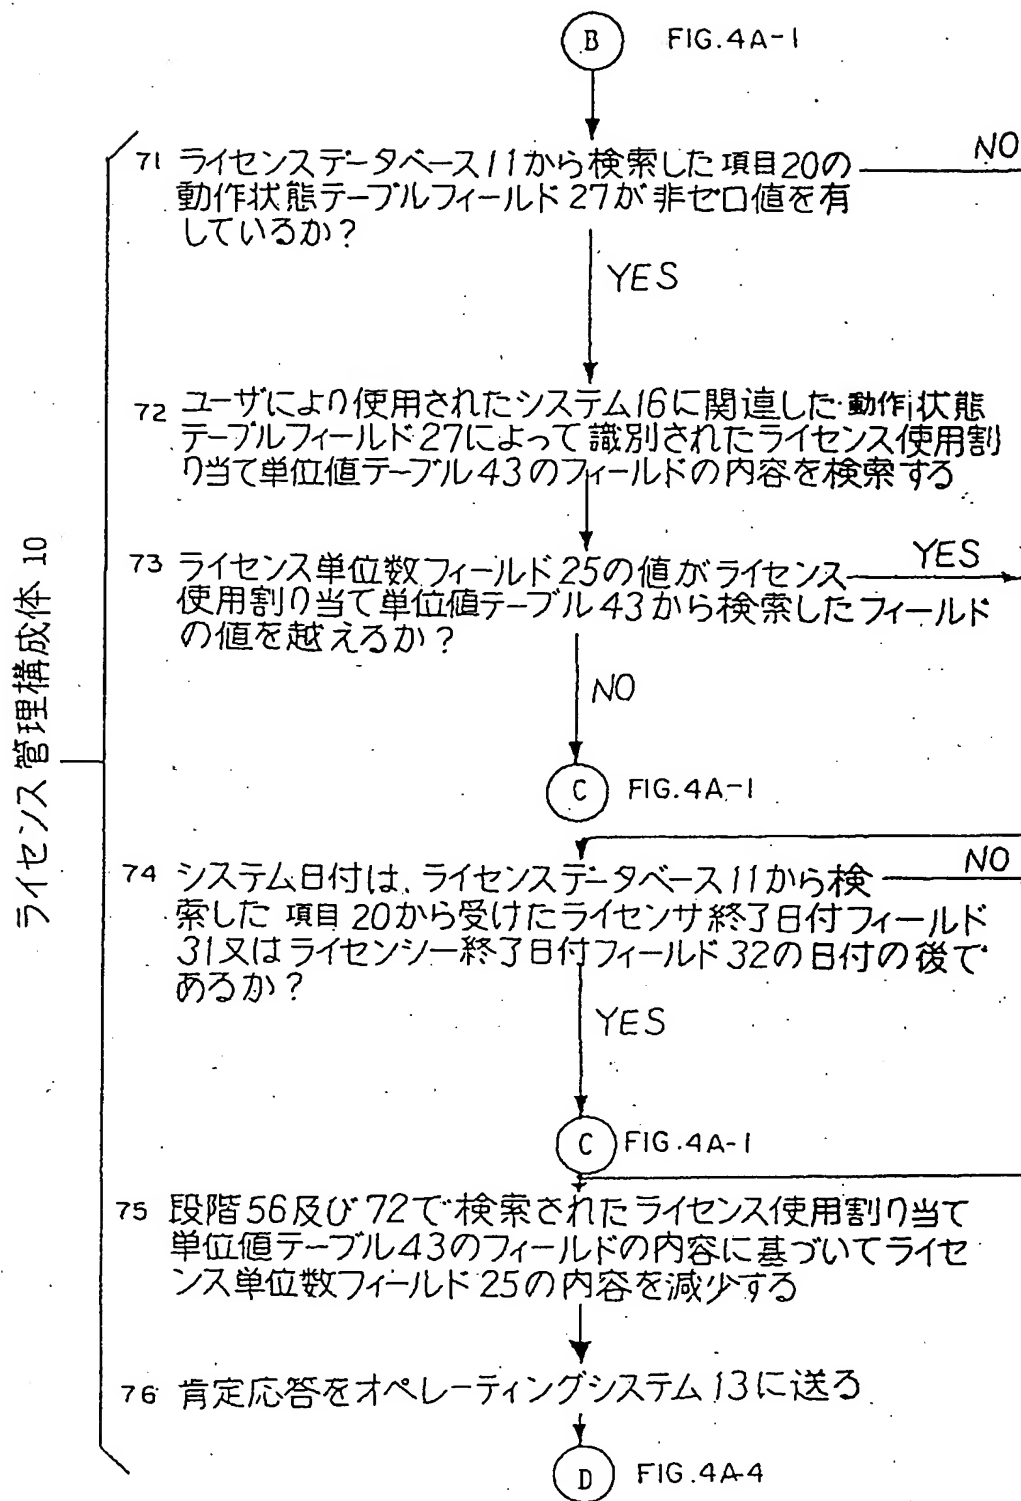 B FIG.4A-1
71 ライセンスデータベース11から検索した項目20の NO
動作状態テーブルフィールド27が非ゼロ値を有
しているか?
YES
72 ユーザにより使用されたシステム16に関連した動作状態
テーブルフィールド27によって識別されたライセンス使用割
り当て単位値テーブル43のフィールドの内容を検索する
73 ライセンス単位数フィールド25の値がライセンス YES
使用割り当て単位値テーブル43から検索したフィールド
の値を越えるか?
NO
C FIG.4A-1
74 システム日付は、ライセンスデータベース11から検 NO
索した項目20から受けたライセンサ終了日付フィールド
31又はライセンシー終了日付フィールド32の日付の後で
あるか?
YES
C FIG.4A-1
75 段階56及び72で検索されたライセンス使用割り当て
単位値テーブル43のフィールドの内容に基づいてライセ
ンス単位数フィールド25の内容を減少する
76 肯定応答をオペレーティングシステム13に送る
D FIG.4A-4
ライセンス管理構成体10